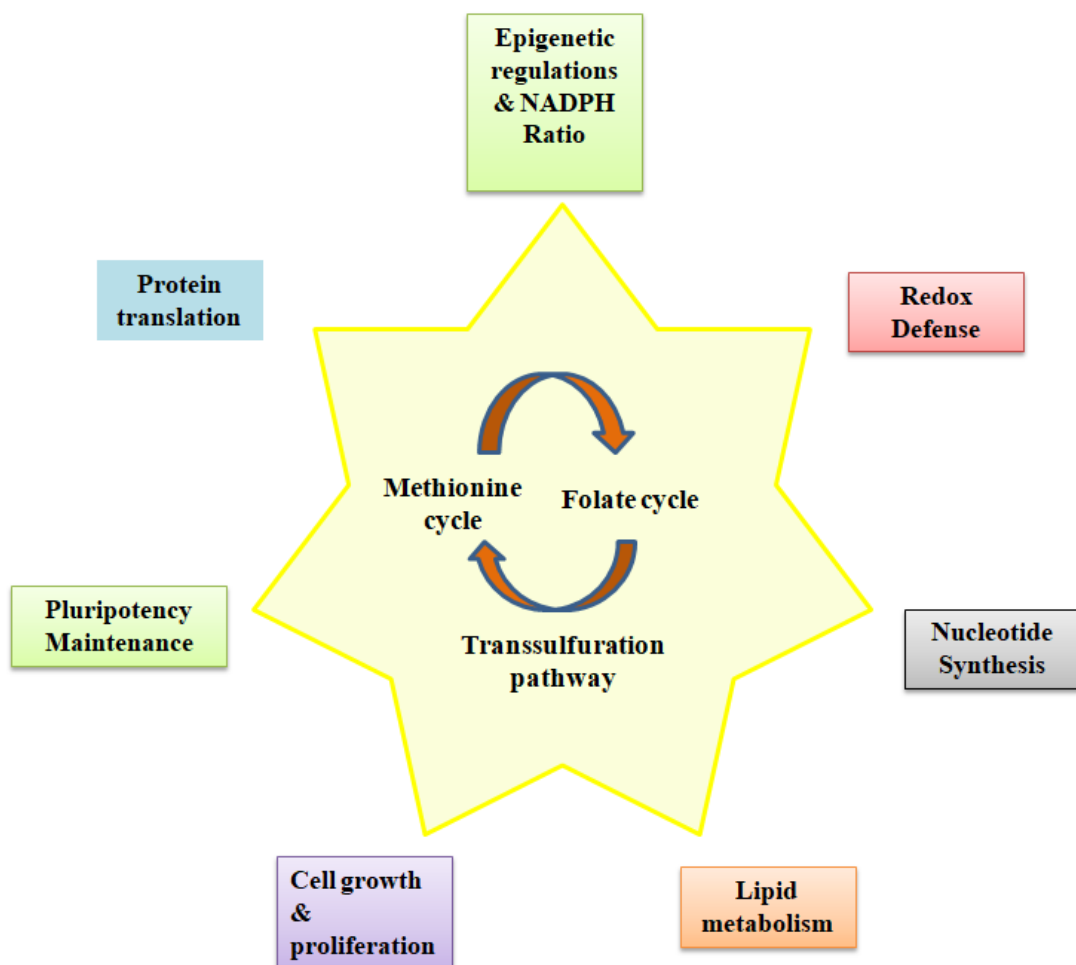 Epigenetic
regulations
& NADPH
Ratio
Protein
translation
Redox
Defense
Methionine
cycle
Folate cycle
Pluripotency
Maintenance
Transsulfuration
pathway
Nucleotide
Synthesis
Cell growth
&
proliferation
Lipid
metabolism